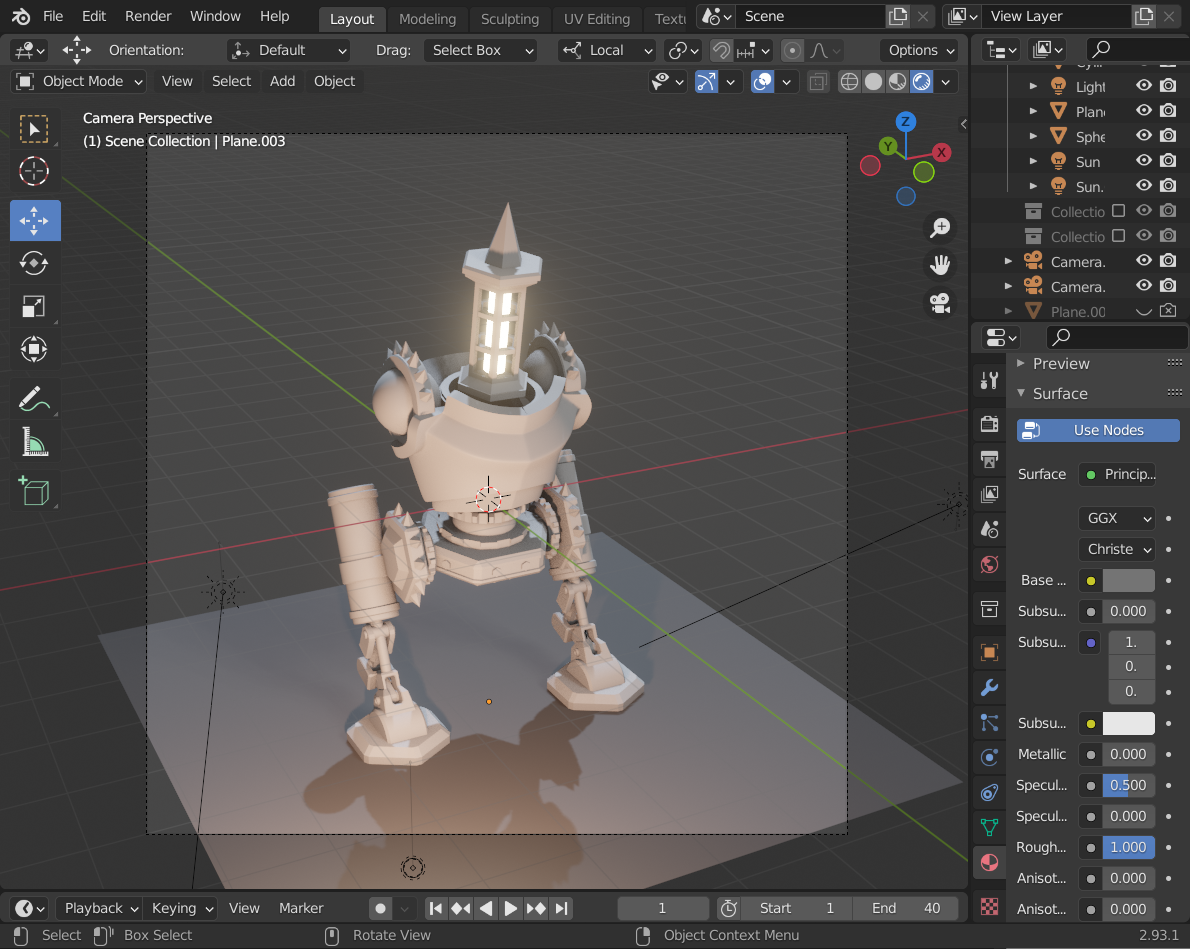 File Edit Render Window Help Layout Modeling Sculpting UV Editing Textu Scene View Layer
Orientation: Default Drag: Select Box Local Options
Object Mode View Select Add Object
Camera Perspective
(1) Scene Collection | Plane.003
Z
Y
X
Light
Plane
Sphe
Sun
Sun.
Collectio
Collectio
Camera.
Camera.
Plane.00
Preview
Surface
Use Nodes
Surface Princip...
GGX
Christe
Base ...
Subsu... 0.000
Subsu... 1.
0.
0.
Subsu...
Metallic 0.000
Specul... 0.500
Specul... 0.000
Rough... 1.000
Anisot... 0.000
Anisot... 0.000
Playback Keying View Marker 1 Start 1 End 40
Select Box Select Rotate View Object Context Menu 2.93.1